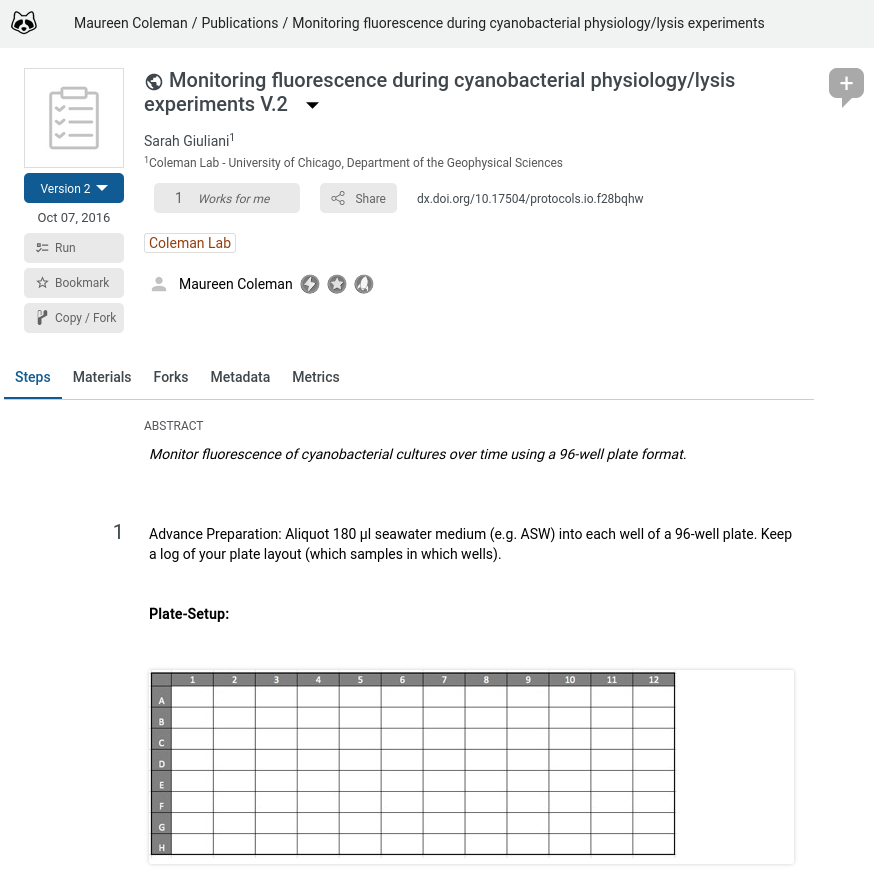 Maureen Coleman / Publications / Monitoring fluorescence during cyanobacterial physiology/lysis experiments
Monitoring fluorescence during cyanobacterial physiology/lysis
experiments V.2
Sarah Giuliani1
1Coleman Lab - University of Chicago, Department of the Geophysical Sciences
Version 2
Oct 07, 2016
1 Works for me
Share
dx.doi.org/10.17504/protocols.io.f28bqhw
Run
Bookmark
Copy / Fork
Coleman Lab
Maureen Coleman
Steps Materials Forks Metadata Metrics
ABSTRACT
Monitor fluorescence of cyanobacterial cultures over time using a 96-well plate format.
1 Advance Preparation: Aliquot 180 µl seawater medium (e.g. ASW) into each well of a 96-well plate. Keep
a log of your plate layout (which samples in which wells).
Plate-Setup:
1 2 3 4 5 6 7 8 9 10 11 12
A
B
C
D
E
F
G
H